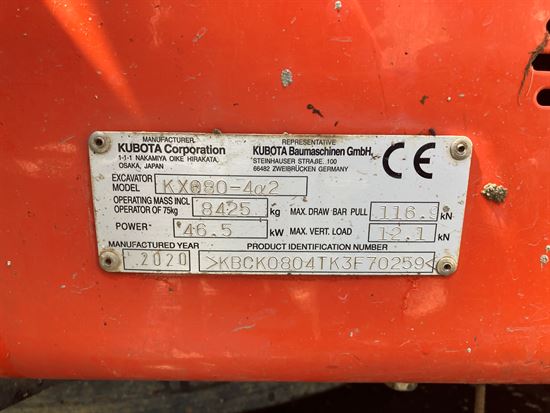 MANUFACTURER
KUBOTA Corporation
1-1-1 NAKAMIYA OIKE HIRAKATA,
OSAKA, JAPAN
REPRESENTATIVE
KUBOTA Baumaschinen GmbH.
STEINHAUSER STRAßE. 100
66482 ZWEIBRÜCKEN GERMANY
CE
EXCAVATOR MODEL KX080-4α2
OPERATING MASS INCL. OPERATOR OF 75kg 8425 kg
MAX. DRAW BAR PULL 116.9 kN
POWER 46.5 kW
MAX. VERT. LOAD 12.1 kN
MANUFACTURED YEAR
2020
PRODUCT IDENTIFICATION NUMBER
>KBCK0804TK3F70259<